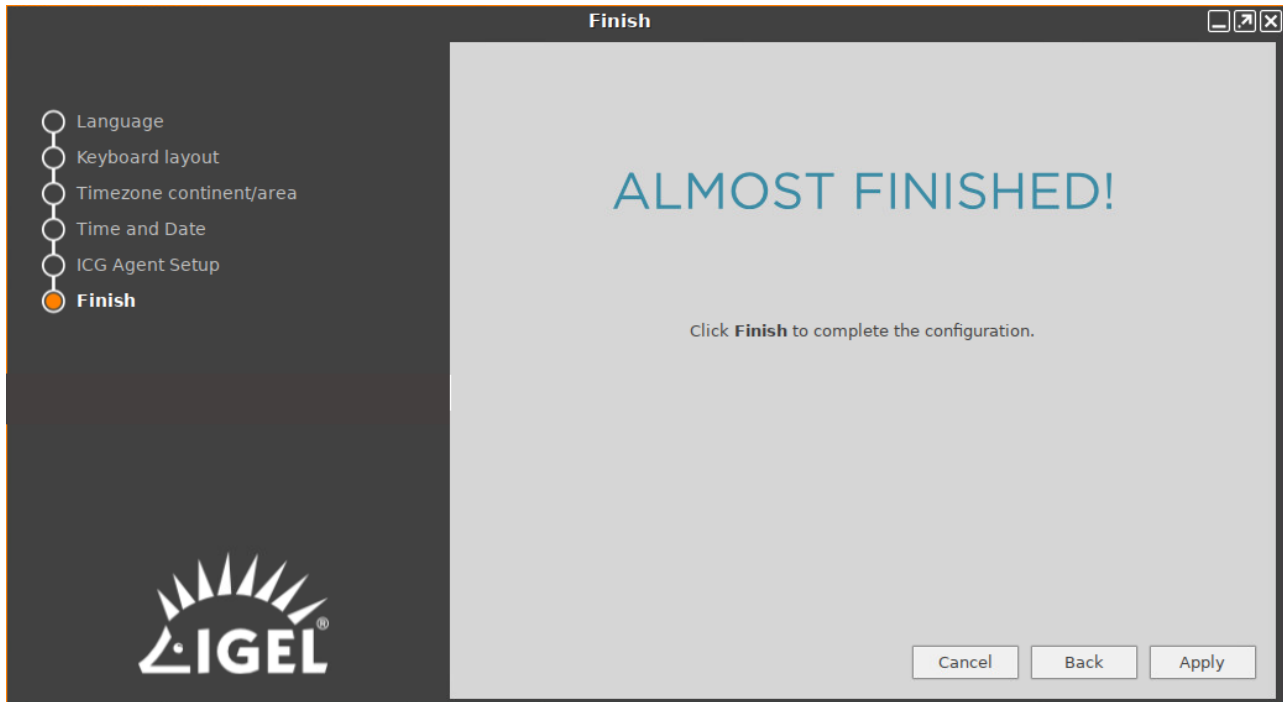 Finish
Language
Keyboard layout
Timezone continent/area
Time and Date
ICG Agent Setup
Finish
ALMOST FINISHED!
Click Finish to complete the configuration.
IGEL®
Cancel
Back
Apply